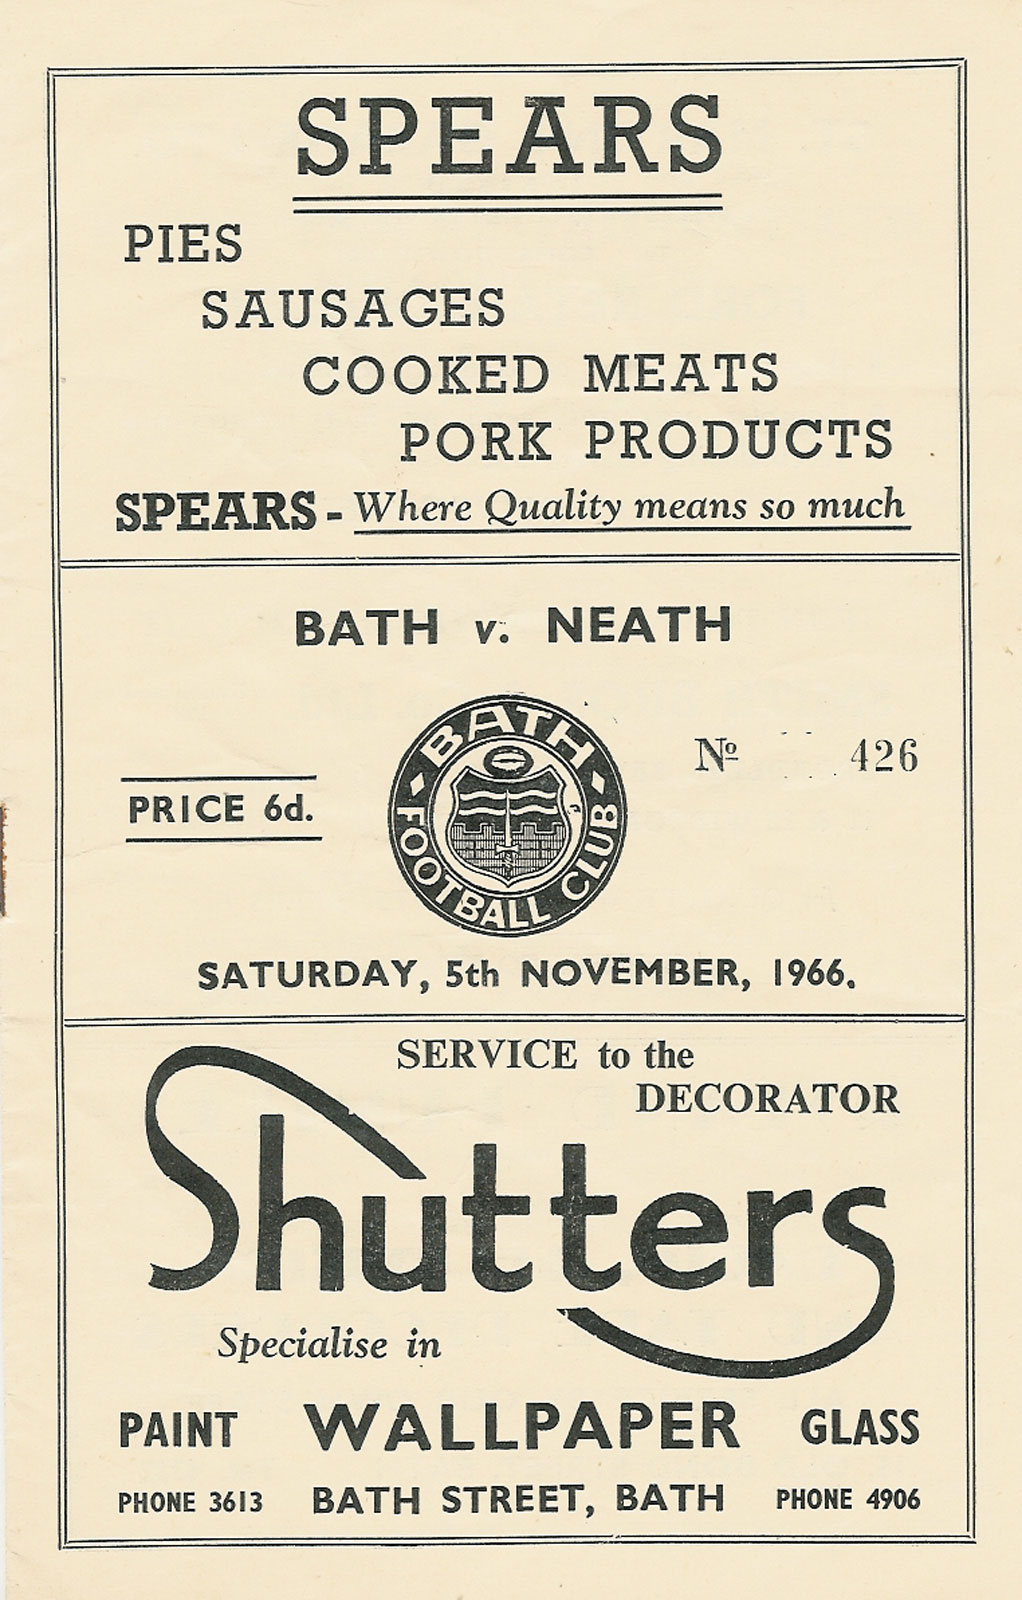 SPEARS
PIES
SAUSAGES
COOKED MEATS
PORK PRODUCTS
SPEARS - Where Quality means so much
BATH v. NEATH
BATH
FOOTBALL CLUB
Nº 426
PRICE 6d.
SATURDAY, 5th NOVEMBER, 1966.
SERVICE to the
DECORATOR
Shutters
Specialise in
PAINT WALLPAPER GLASS
PHONE 3613 BATH STREET, BATH PHONE 4906